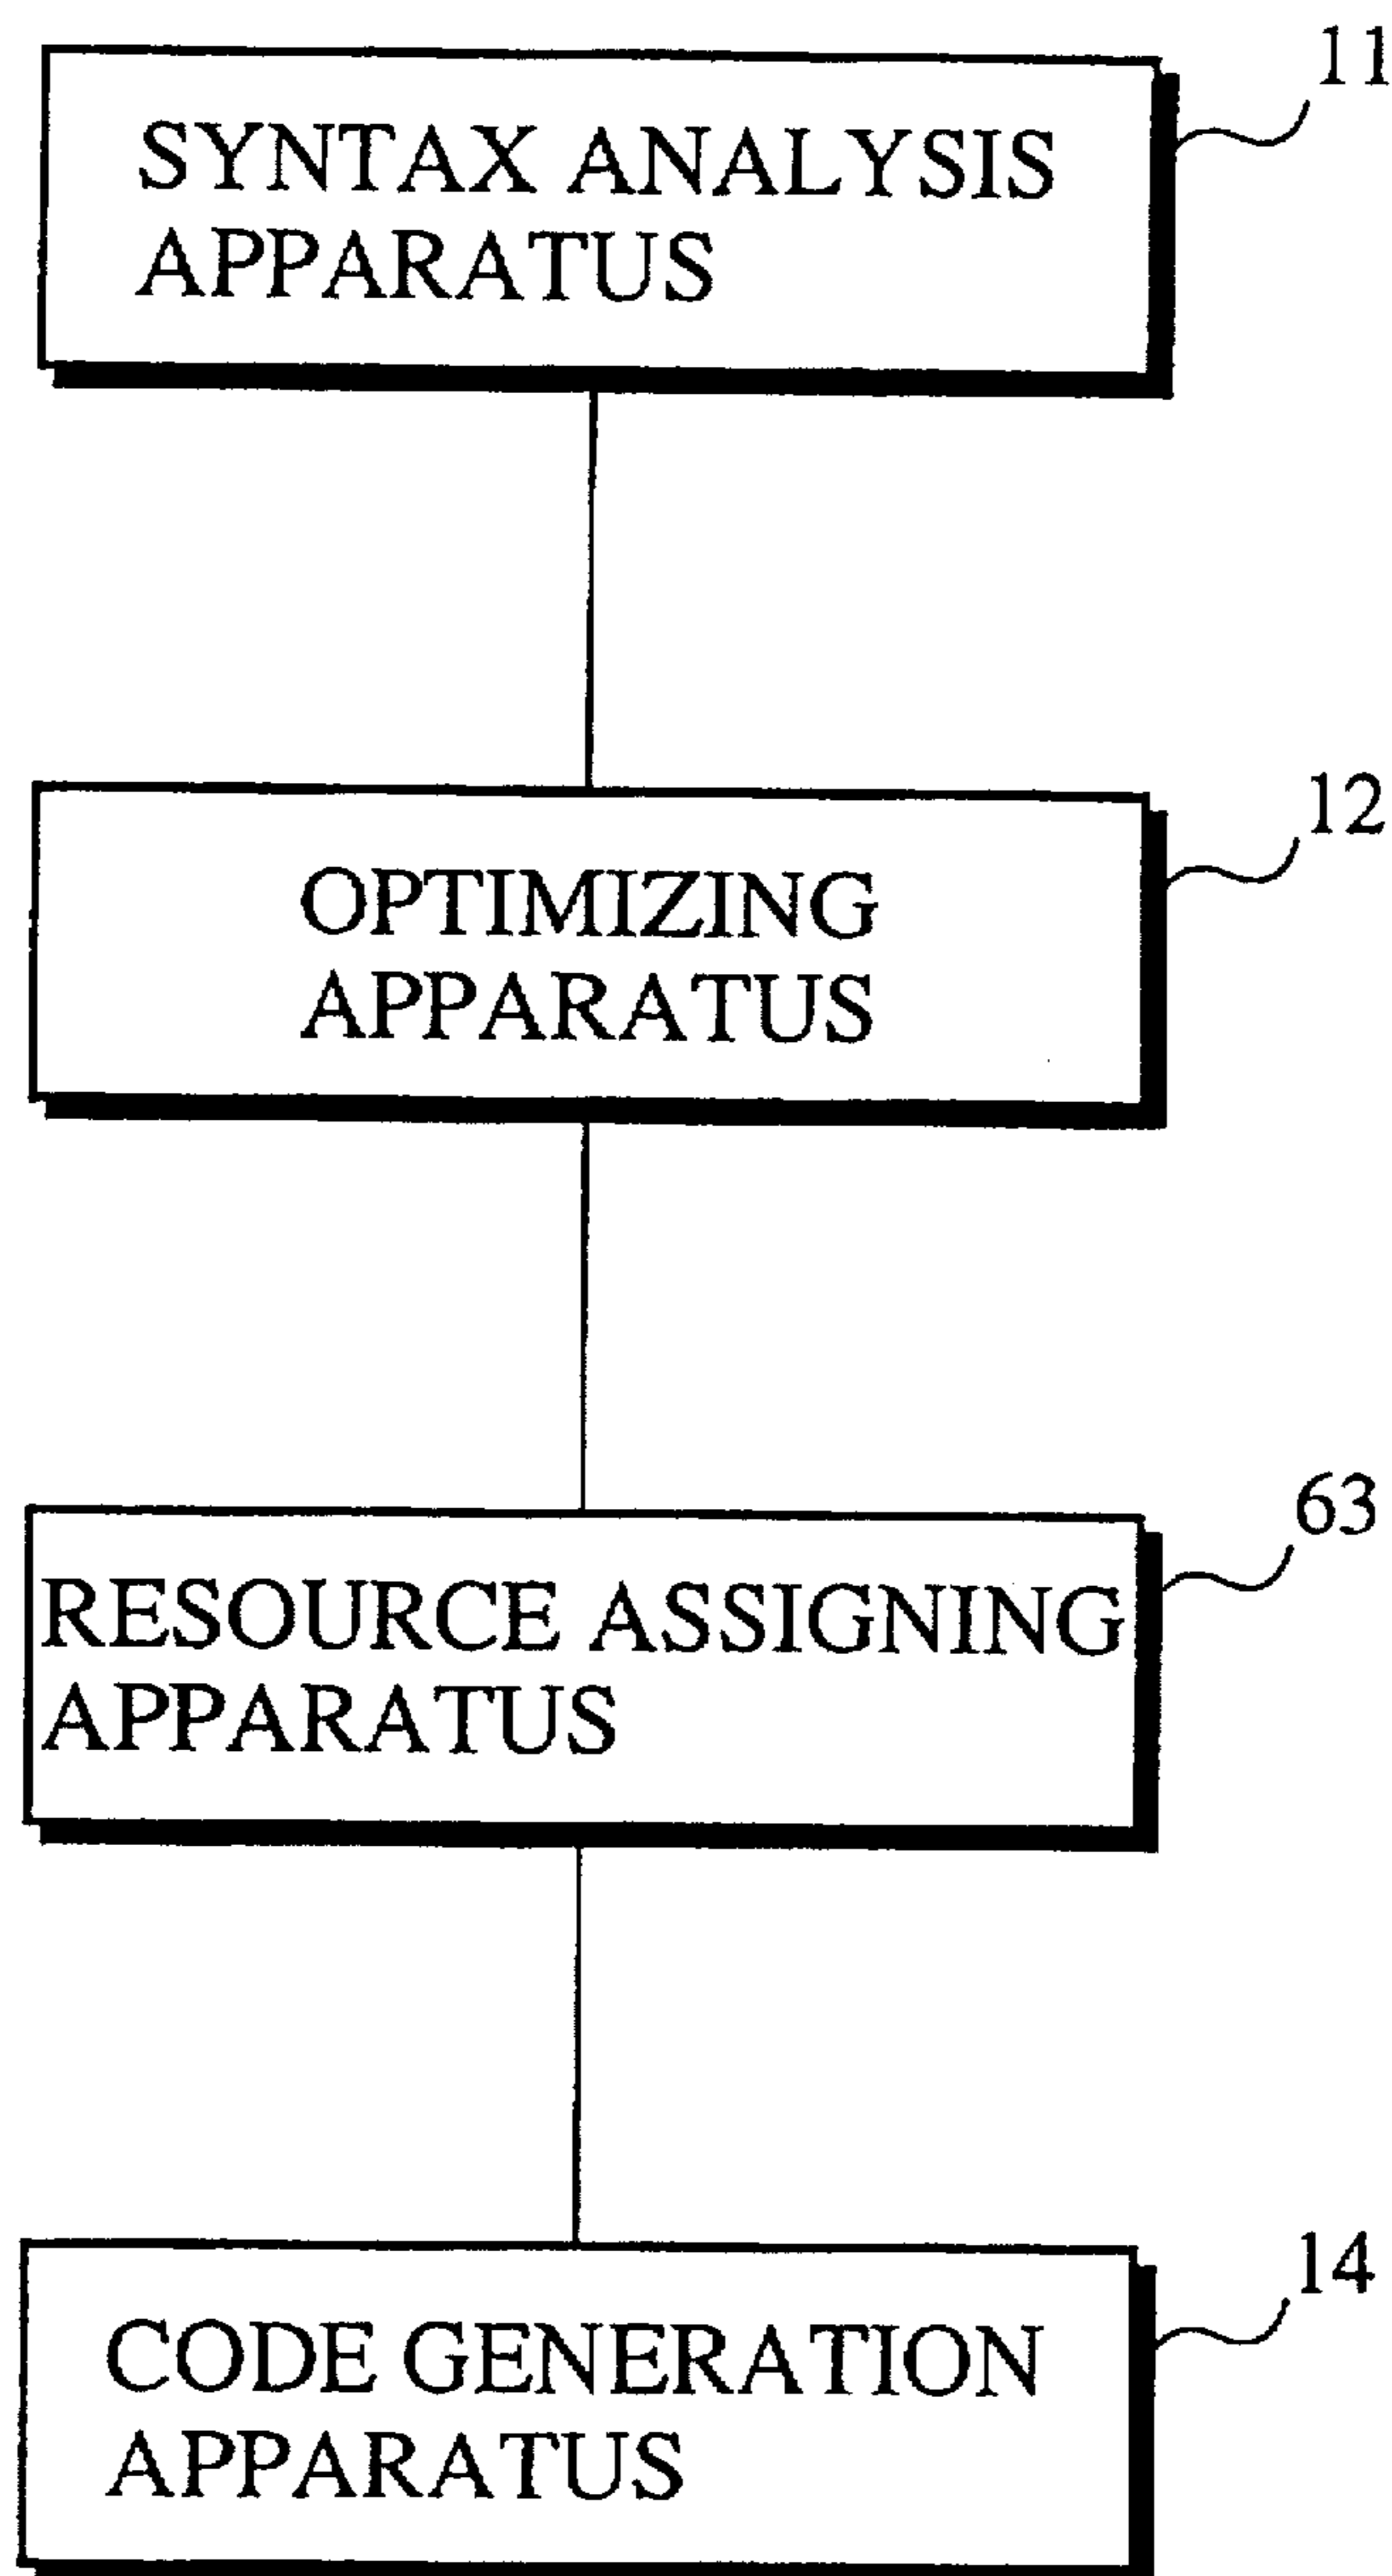 11
SYNTAX ANALYSIS
APPARATUS
12
OPTIMIZING
APPARATUS
63
RESOURCE ASSIGNING
APPARATUS
14
CODE GENERATION
APPARATUS